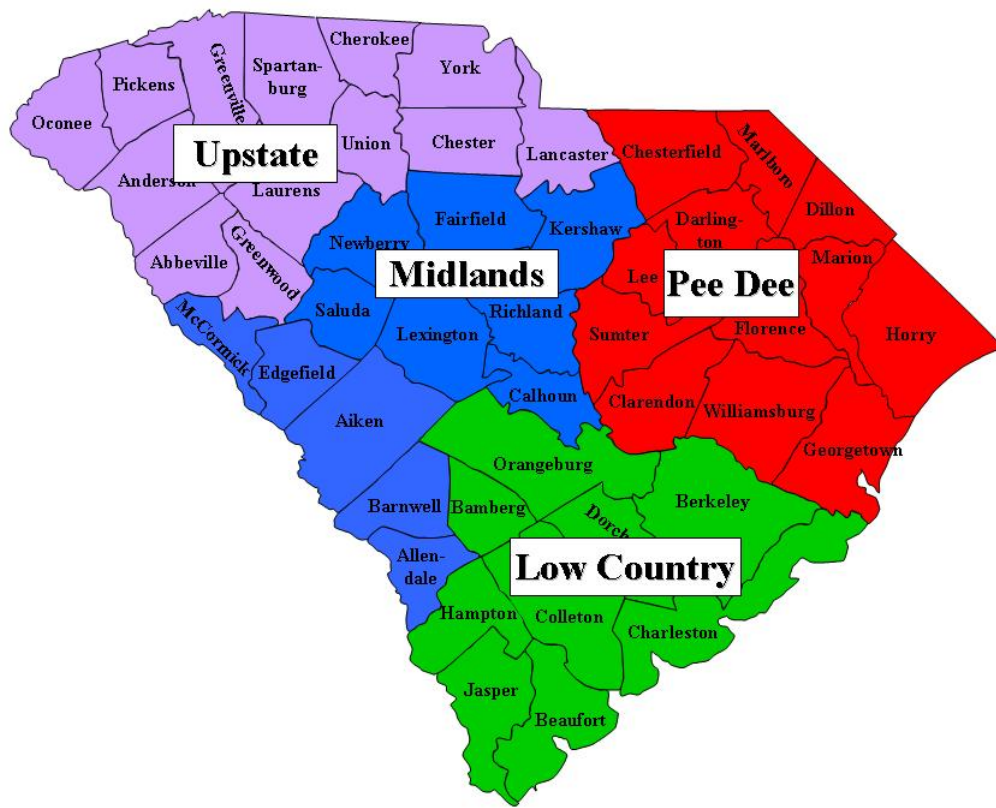 Cherokee
York
Spartan-
burg
Greenville
Pickens
Oconee
Union
Chester
Lancaster
Upstate
Anderson
Laurens
Abbeville
Greenwood
Chesterfield
Marlboro
Dillon
Darling-
ton
Marion
Lee
Pee Dee
Sumter
Florence
Horry
Clarendon
Williamsburg
Georgetown
Fairfield
Kershaw
Newberry
Midlands
Saluda
Richland
Lexington
Calhoun
McCormick
Edgefield
Aiken
Barnwell
Allen-
dale
Orangeburg
Bamberg
Berkeley
Dorch
Low Country
Hampton
Colleton
Charleston
Jasper
Beaufort